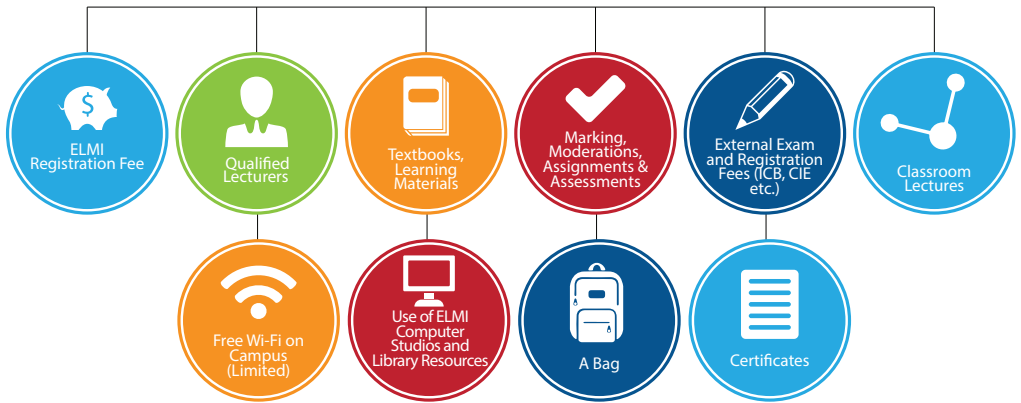 ELMI
Registration Fee
Qualified
Lecturers
Textbooks,
Learning
Materials
Marking,
Moderations,
Assignments &
Assessments
External Exam
and Registration
Fees (ICB, CIE
etc.)
Classroom
Lectures
Free Wi-Fi on
Campus
(Limited)
Use of ELMI
Computer
Studios and
Library Resources
A Bag
Certificates